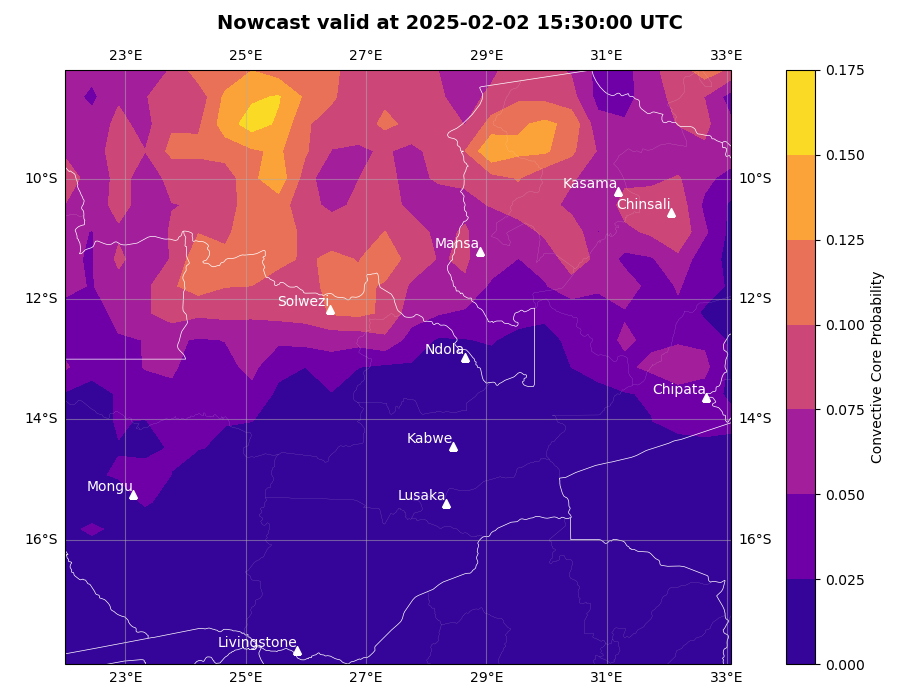 Nowcast valid at 2025-02-02 15:30:00 UTC
23°E 25°E 27°E 29°E 31°E 33°E
0.175
0.150
10°S Kasama 10°S
Chinsali
0.125
Mansa
12°S 12°S
Solwezi
0.100
Ndola
Chipata
0.075
14°S 14°S
Kabwe
Mongu
Lusaka
0.050
16°S 16°S
0.025
Livingstone
0.000
23°E 25°E 27°E 29°E 31°E 33°E
Convective Core Probability